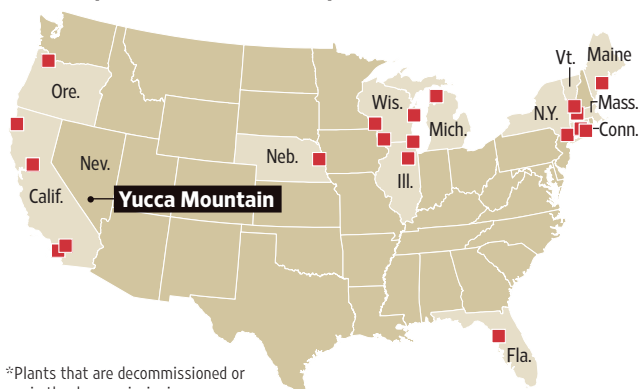 Vt.
Maine
Ore.
Wis.
N.Y.
Mass.
Mich.
Conn.
Neb.
Nev.
Ill.
Calif.
Yucca Mountain
Fla.
*Plants that are decommissioned or